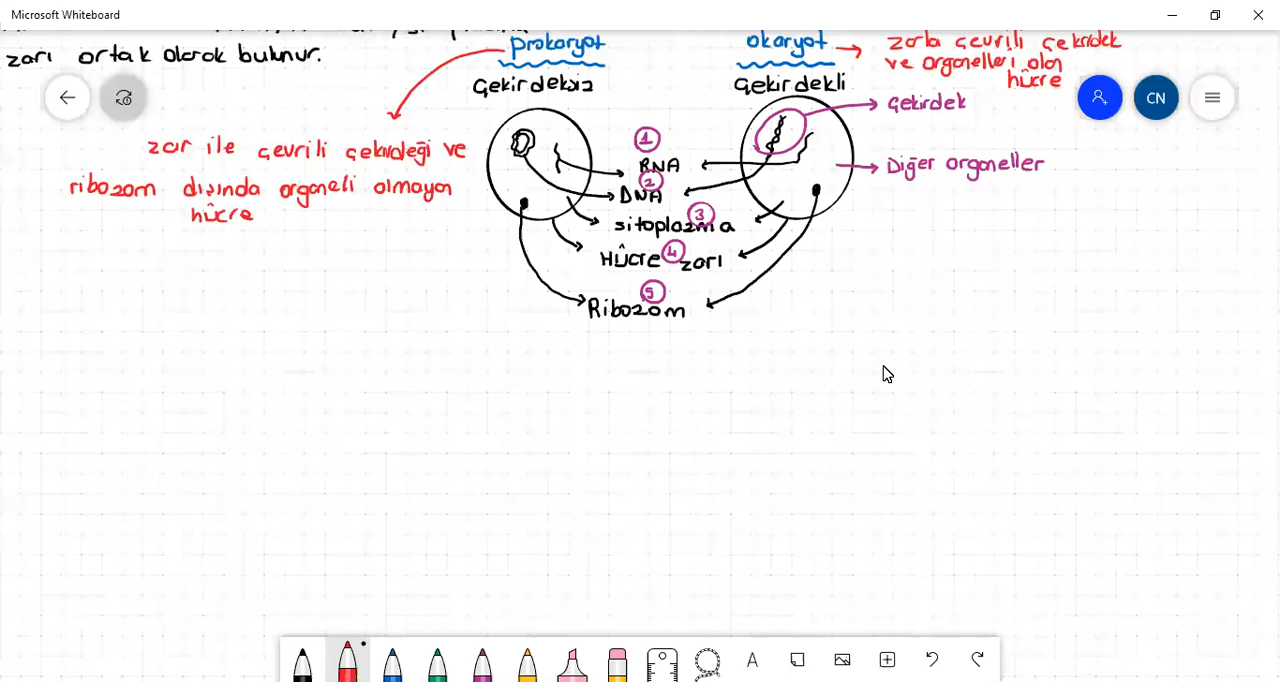 Microsoft Whiteboard
zarı ortak olarak bulunur.
prokaryot
ökaryot
zarla çevrili çekirdek
ve organelleri olan
hücre
Çekirdeksiz
Çekirdekli
CN
Çekirdek
zar ile çevrili çekirdeği ve
ribozom dışında organeli olmayan
hücre
1
RNA
Diğer organeller
2
DNA
3
sitoplazma
4
Hücre zarı
5
Ribozom
A